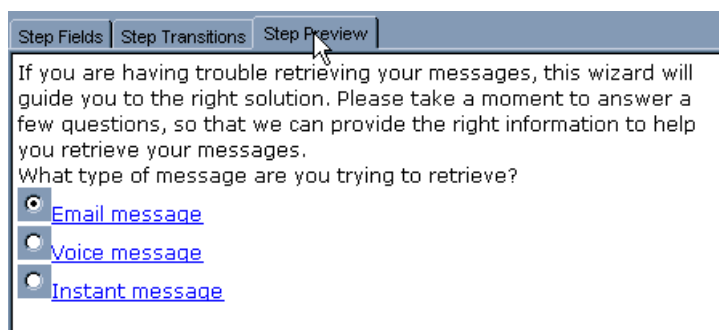 Step Fields Step Transitions Step Preview
If you are having trouble retrieving your messages, this wizard will
guide you to the right solution. Please take a moment to answer a
few questions, so that we can provide the right information to help
you retrieve your messages.
What type of message are you trying to retrieve?
Email message
Voice message
Instant message